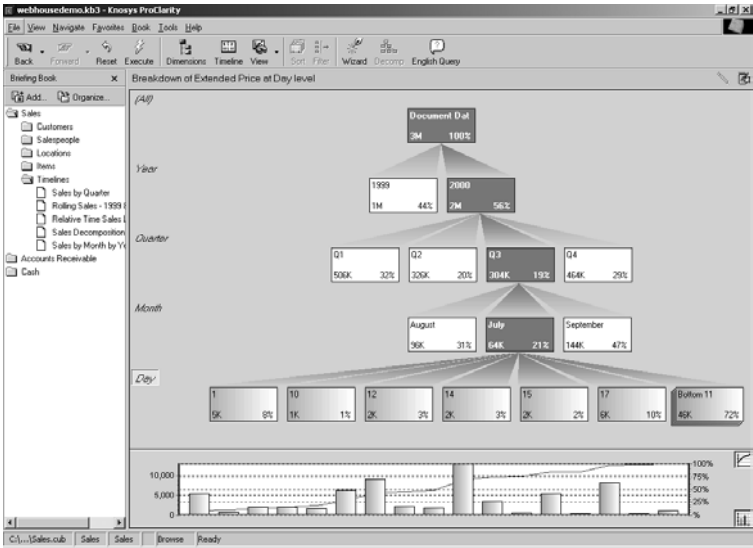 webhousedemo.kb3 - Knosys ProClarity
File View Navigate Favorites Book Tools Help
Back Forward Reset Execute Dimensions Timeline View Sort Filter Wizard Decomp English Query
Briefing Book x Breakdown of Extended Price at Day level
Add... Organize...
Sales
Customers
Salespeople
Locations
Items
Timelines
Sales by Quarter
Rolling Sales - 1999
Relative Time Sales
Sales Decomposition
Sales by Month by
Accounts Receivable
Cash
(All)
Document Dat
3M 100%
Year
1999 2000
1M 44% 2M 56%
Quarter
Q1 Q2 Q3 Q4
506K 32% 326K 20% 304K 19% 464K 29%
Month
August July September
96K 31% 64K 21% 144K 47%
Day
1 10 12 14 15 17 Bottom 11
5K 8% 1K 1% 2K 3% 2K 3% 2K 2% 6K 10% 46K 72%
10,000
5,000
0
100%
75%
50%
25%
%
C:\...\Sales.cub Sales Sales Browse Ready